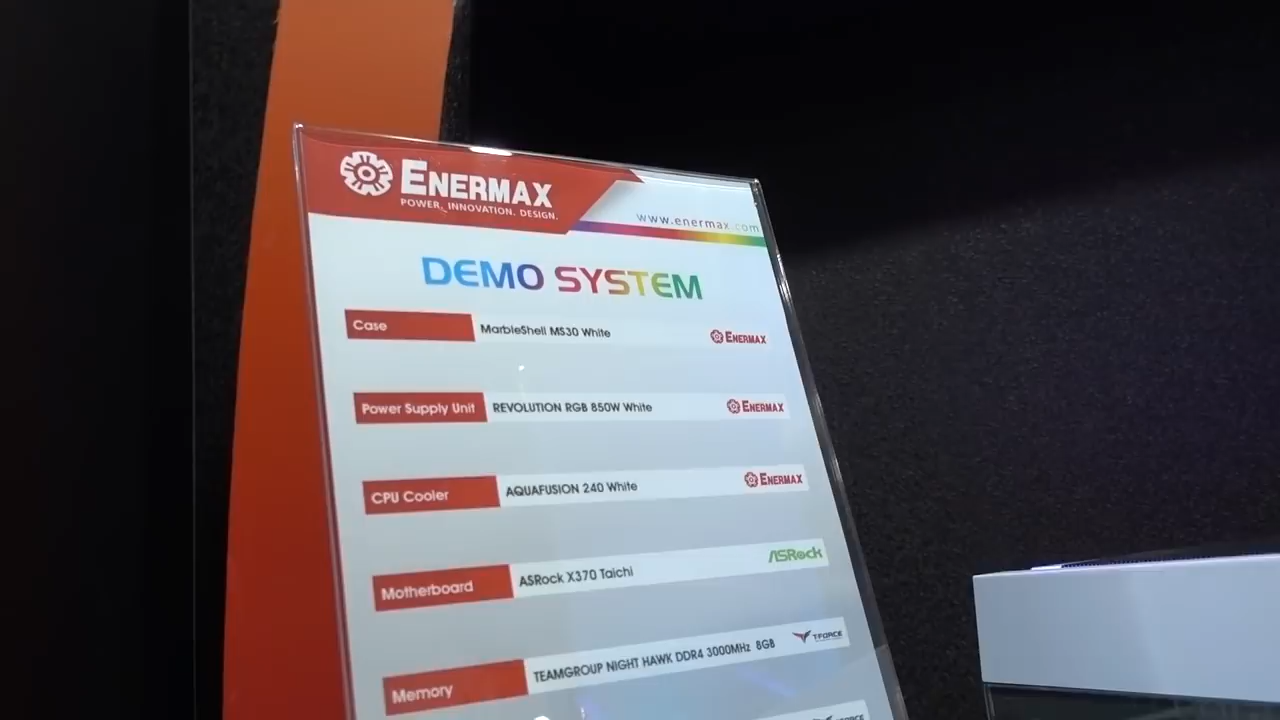 ENERMAX
POWER. INNOVATION. DESIGN.
www.enermax.com
DEMO SYSTEM
Case MarbleShell MS30 White ENERMAX
Power Supply Unit REVOLUTION RGB 850W White ENERMAX
CPU Cooler AQUAFUSION 240 White ENERMAX
Motherboard ASRock X370 Taichi ASRock
Memory TEAMGROUP NIGHT HAWK DDR4 3000MHz 8GB T-FORCE